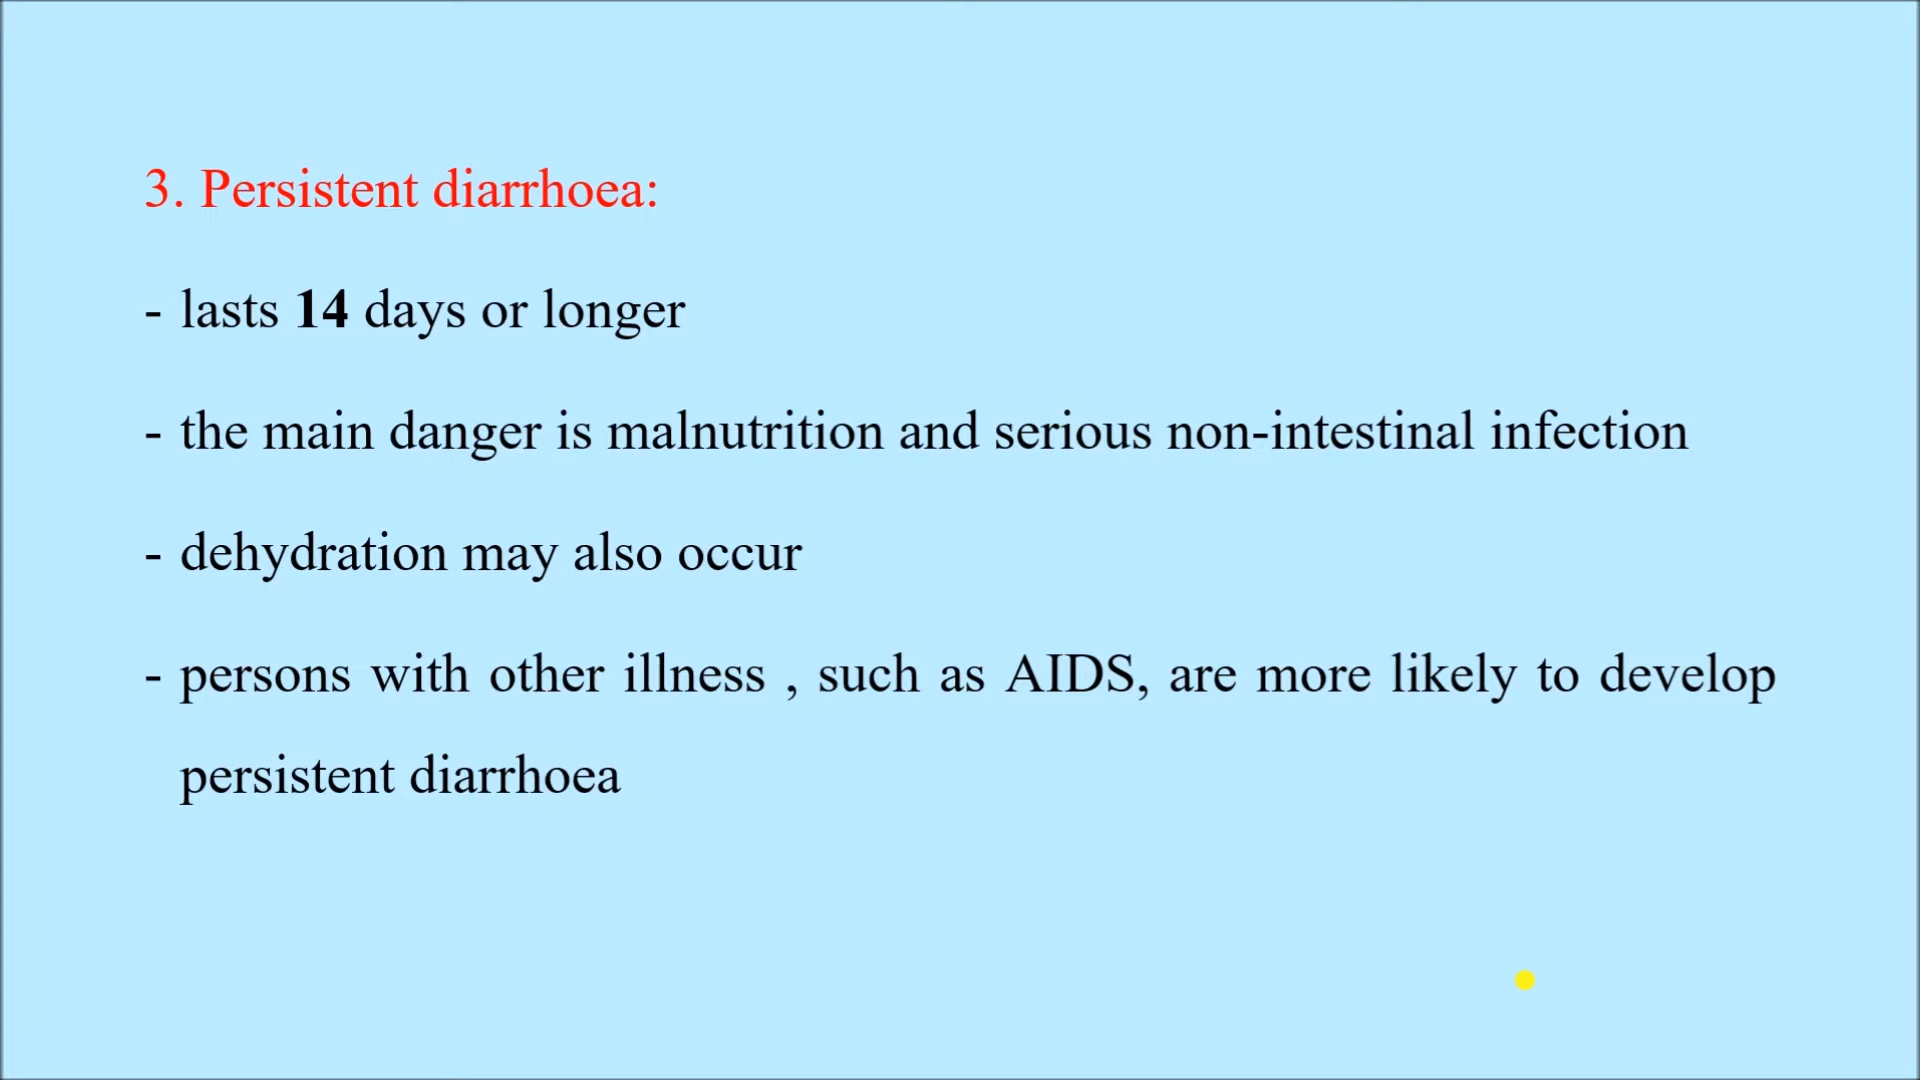 3. Persistent diarrhoea:
- lasts 14 days or longer
- the main danger is malnutrition and serious non-intestinal infection
- dehydration may also occur
- persons with other illness , such as AIDS, are more likely to develop
persistent diarrhoea